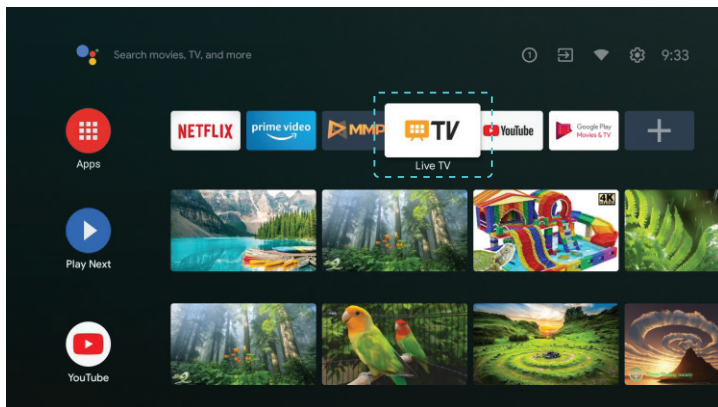 Search movies, TV, and more
1
9:33
Apps
NETFLIX
prime video
MMP
TV
YouTube
Google Play
Movies & TV
Live TV
Play Next
4K
YouTube